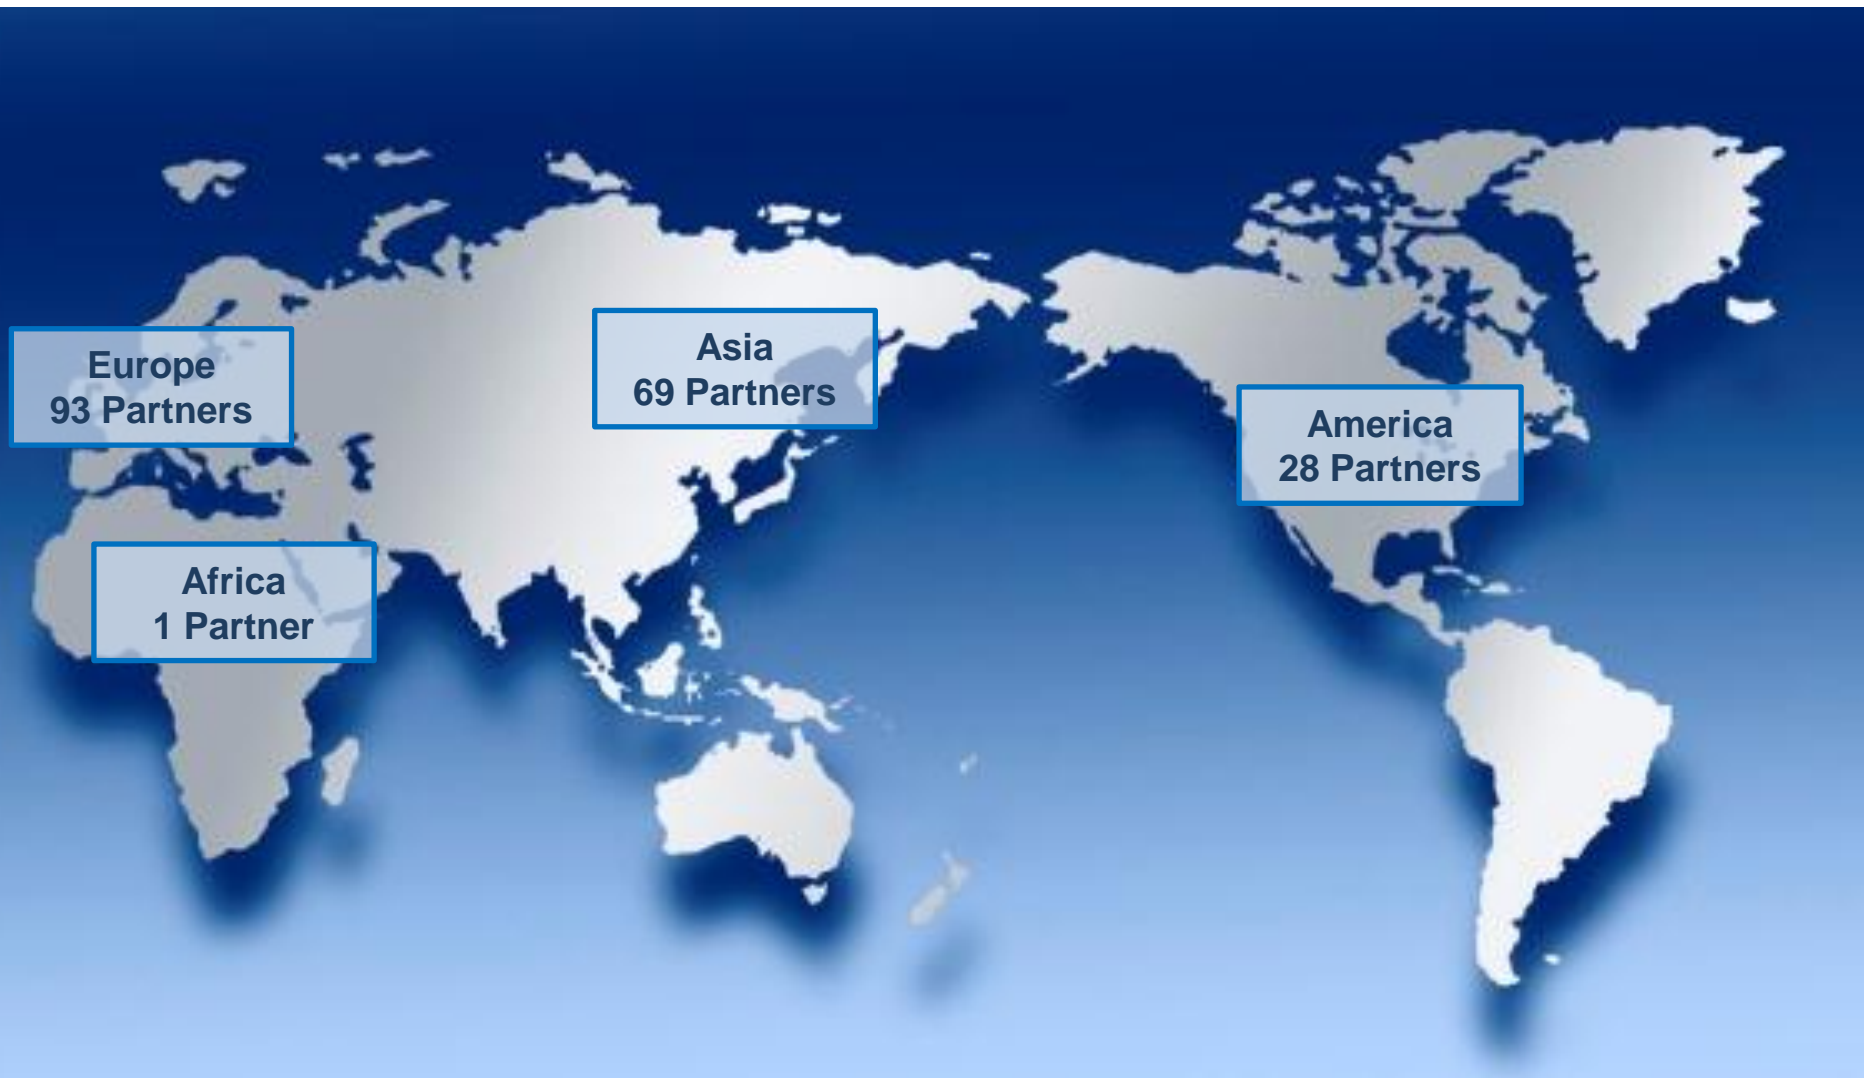 Europe
93 Partners
Asia
69 Partners
America
28 Partners
Africa
1 Partner